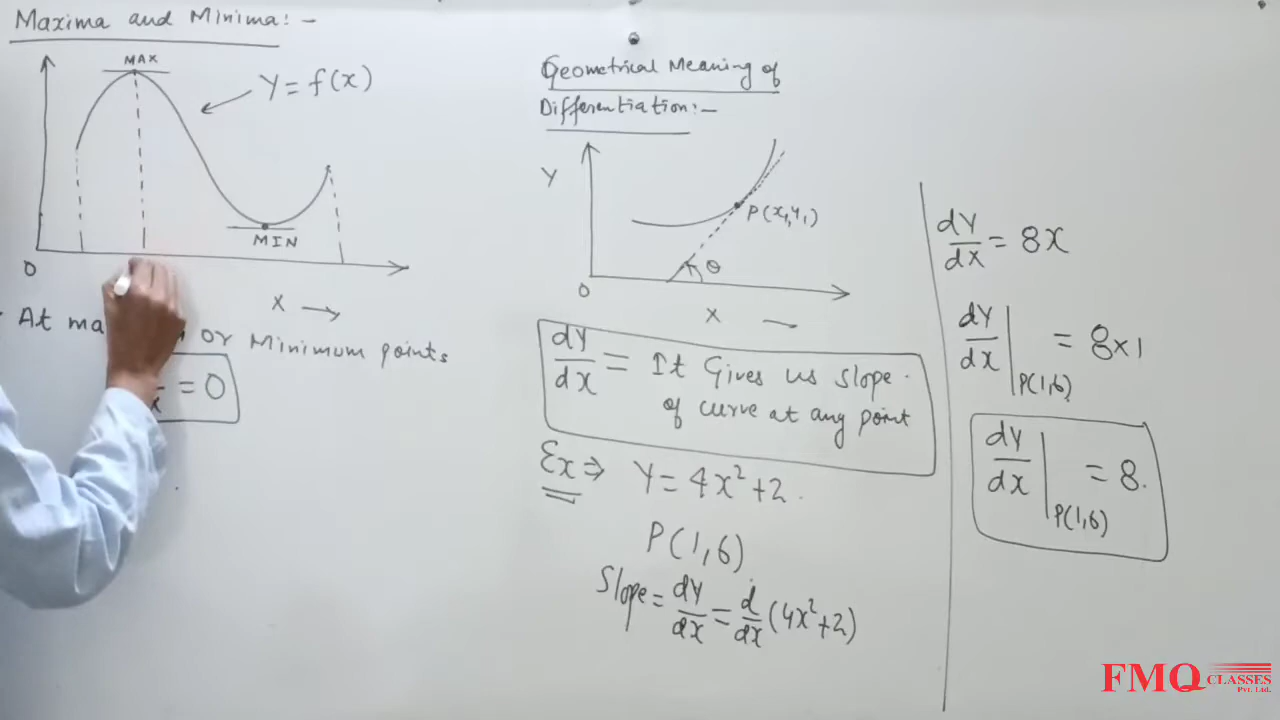 Maxima and Minima:-
MAX
Y = f(x)
MIN
O
X →
At ma or Minimum points
= 0
Geometrical Meaning of
Differentiation:-
Y
P(x₁,y₁)
θ
O
X
dy/dx = It Gives us slope
of curve at any point
Ex ⇒ Y = 4x²+2.
P(1,6)
Slope = dy/dx = d/dx (4x²+2)
dy/dx = 8x
dy/dx | P(1,6) = 8×1
dy/dx | P(1,6) = 8.
FMQ CLASSES
Pvt. Ltd.